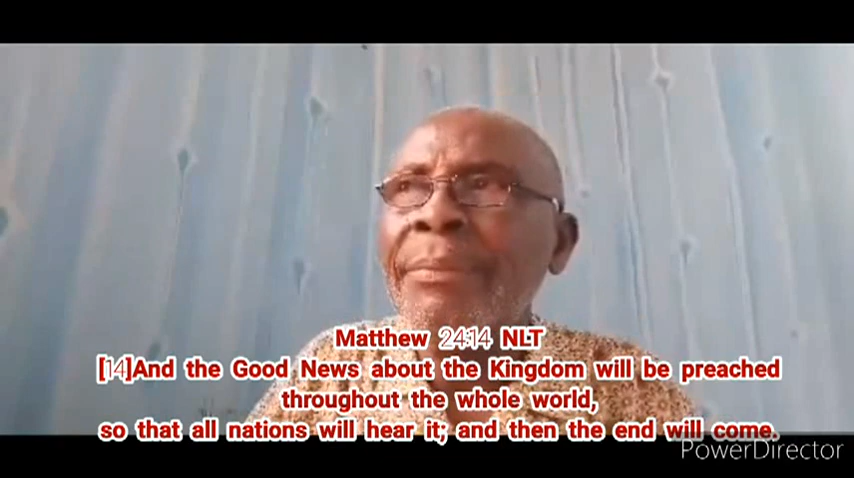 Matthew 24:14 NLT
[14]And the Good News about the Kingdom will be preached
throughout the whole world,
so that all nations will hear it; and then the end will come.
PowerDirector